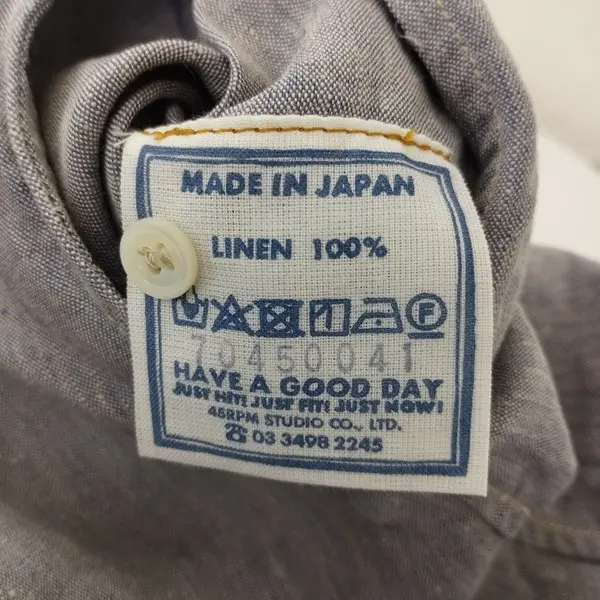 MADE IN JAPAN
LINEN 100%
70450041
HAVE A GOOD DAY
JUST HIT! JUST FIT! JUST NOW!
45RPM STUDIO CO., LTD.
☎ 03 3498 2245